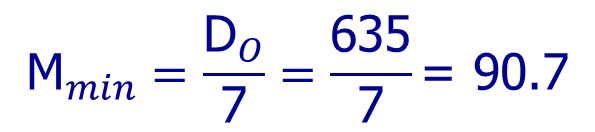 M_min = D_O/7 = 635/7 = 90.7